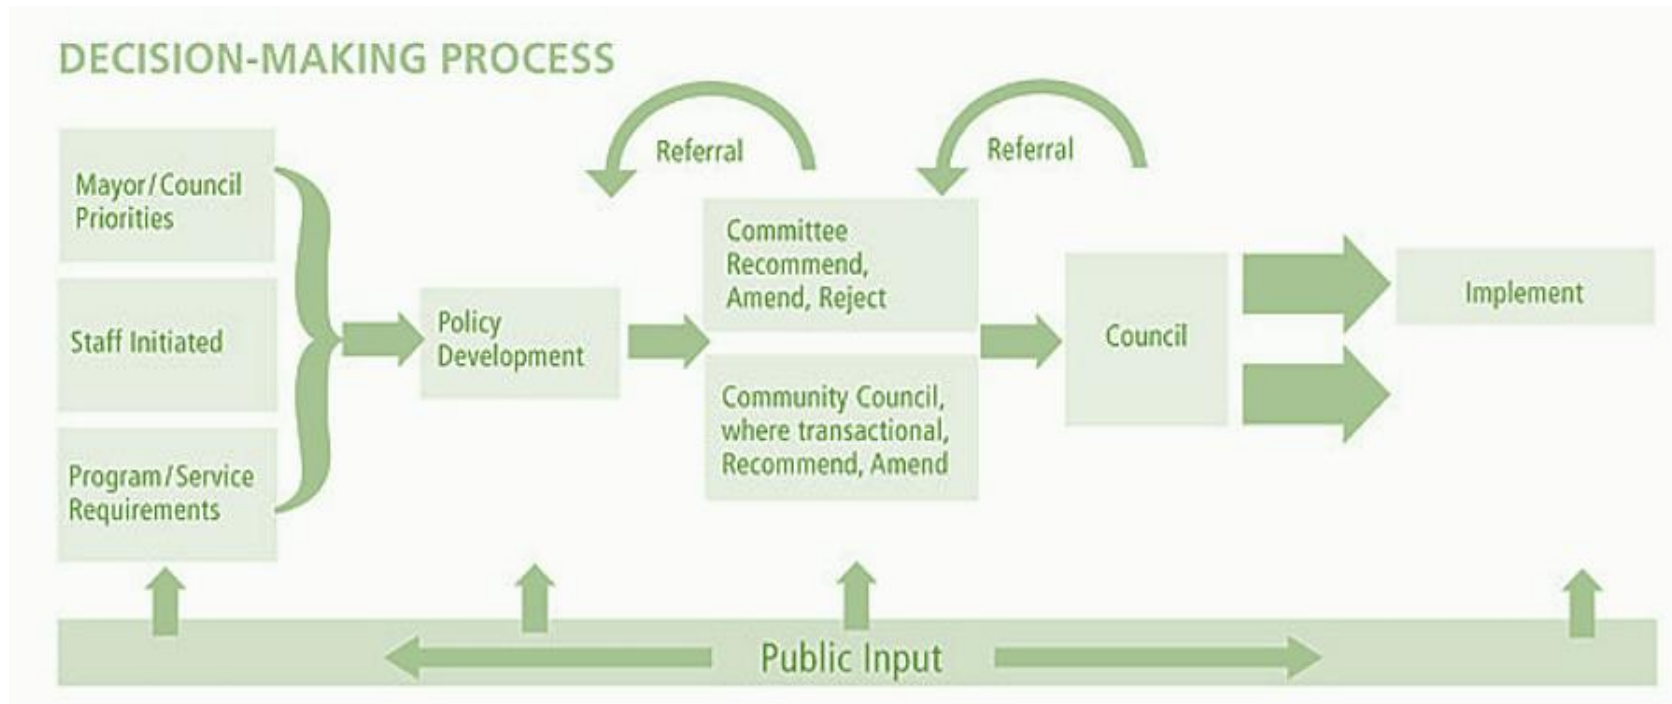 DECISION-MAKING PROCESS
Referral
Referral
Mayor/Council
Priorities
Staff Initiated
Program/Service
Requirements
Policy
Development
Committee
Recommend,
Amend, Reject
Community Council,
where transactional,
Recommend, Amend
Council
Implement
Public Input